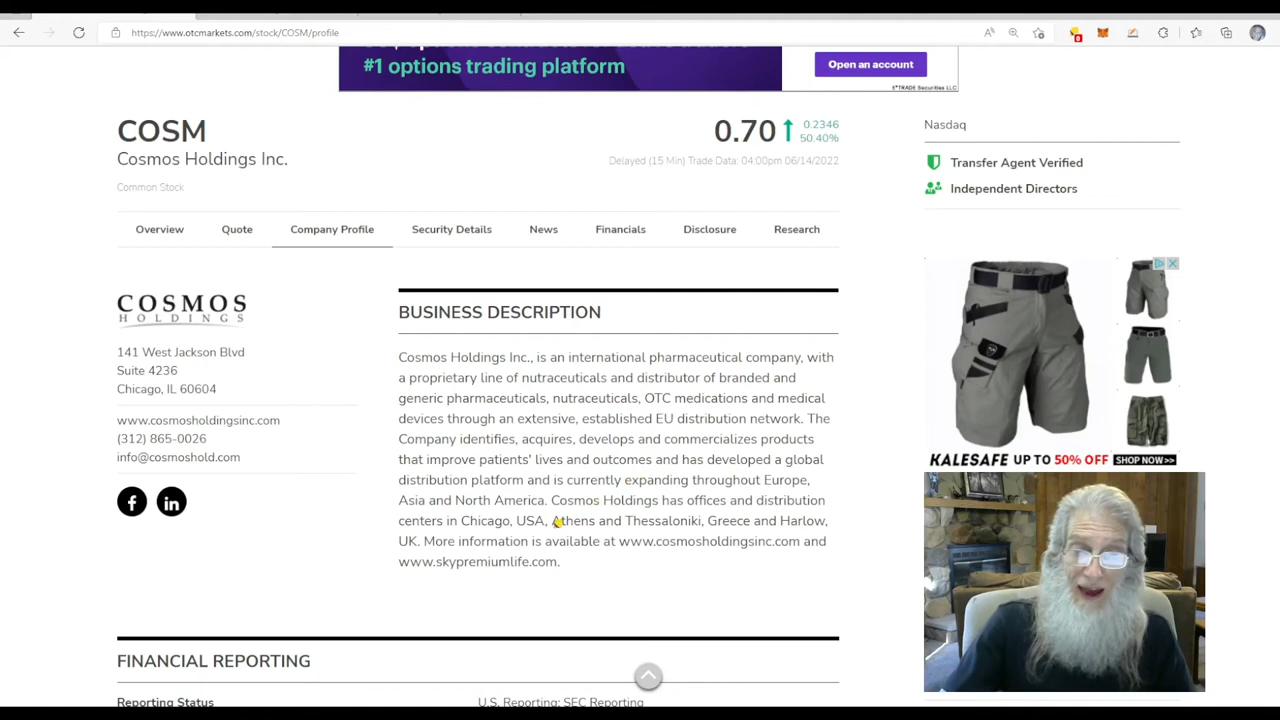 https://www.otcmarkets.com/stock/COSM/profile
#1 options trading platform
Open an account
E*TRADE Securities LLC
COSM
Cosmos Holdings Inc.
Common Stock
0.70
0.2346
50.40%
Delayed (15 Min) Trade Data: 04:00pm 06/14/2022
Nasdaq
Transfer Agent Verified
Independent Directors
Overview
Quote
Company Profile
Security Details
News
Financials
Disclosure
Research
COSMOS
HOLDINGS
141 West Jackson Blvd
Suite 4236
Chicago, IL 60604
www.cosmosholdingsinc.com
(312) 865-0026
info@cosmoshold.com
BUSINESS DESCRIPTION
Cosmos Holdings Inc., is an international pharmaceutical company, with
a proprietary line of nutraceuticals and distributor of branded and
generic pharmaceuticals, nutraceuticals, OTC medications and medical
devices through an extensive, established EU distribution network. The
Company identifies, acquires, develops and commercializes products
that improve patients' lives and outcomes and has developed a global
distribution platform and is currently expanding throughout Europe,
Asia and North America. Cosmos Holdings has offices and distribution
centers in Chicago, USA, Athens and Thessaloniki, Greece and Harlow,
UK. More information is available at www.cosmosholdingsinc.com and
www.skypremiumlife.com.
KALESAFE UP TO 50% OFF SHOW NOW
FINANCIAL REPORTING
Reporting Status
U.S. Reporting: SEC Reporting